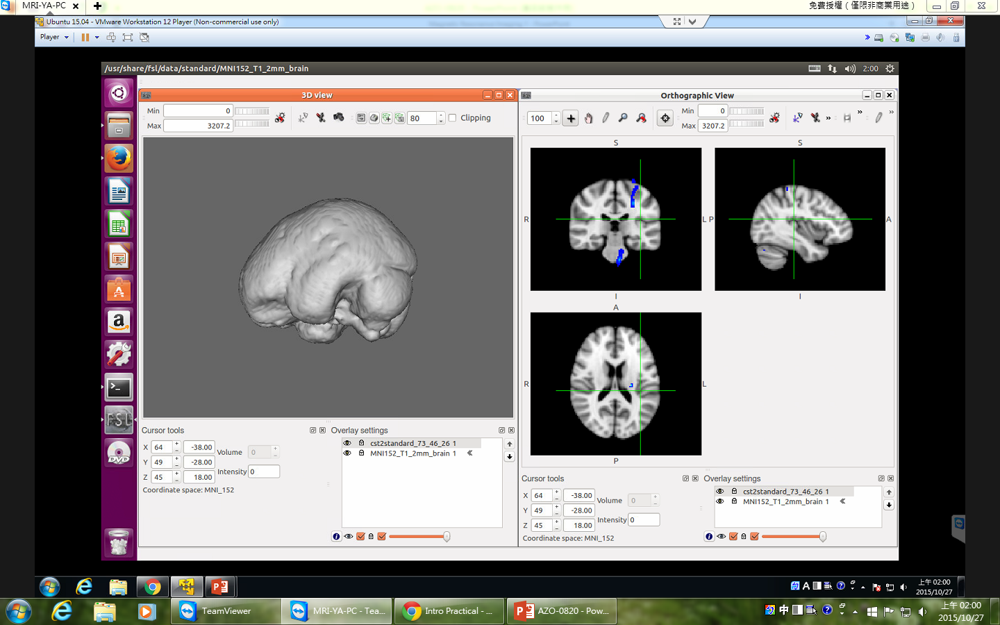 MRI-YA-PC
免費授權（僅限非商業用途）
Ubuntu 15.04 - VMware Workstation 12 Player (Non-commercial use only)
Player
/usr/share/fsl/data/standard/MNI152_T1_2mm_brain
2:00
3D view
Min 0
Max 3207.2
80
Clipping
Orthographic View
100
Min 0
Max 3207.2
S
S
R
L P
A
I
I
A
R
L
P
Cursor tools
Overlay settings
X 64 -38.00
Y 49 -28.00
Z 45 18.00
Volume 0
Intensity 0
Coordinate space: MNI_152
cst2standard_73_46_26 1
MNI152_T1_2mm_brain 1
Cursor tools
Overlay settings
X 64 -38.00
Y 49 -28.00
Z 45 18.00
Volume 0
Intensity 0
Coordinate space: MNI_152
cst2standard_73_46_26 1
MNI152_T1_2mm_brain 1
FSL
DVD
A
上午 02:00
2015/10/27
TeamViewer
MRI-YA-PC - Tea...
Intro Practical - ...
AZO-0820 - Pow...
中
上午 02:00
2015/10/27